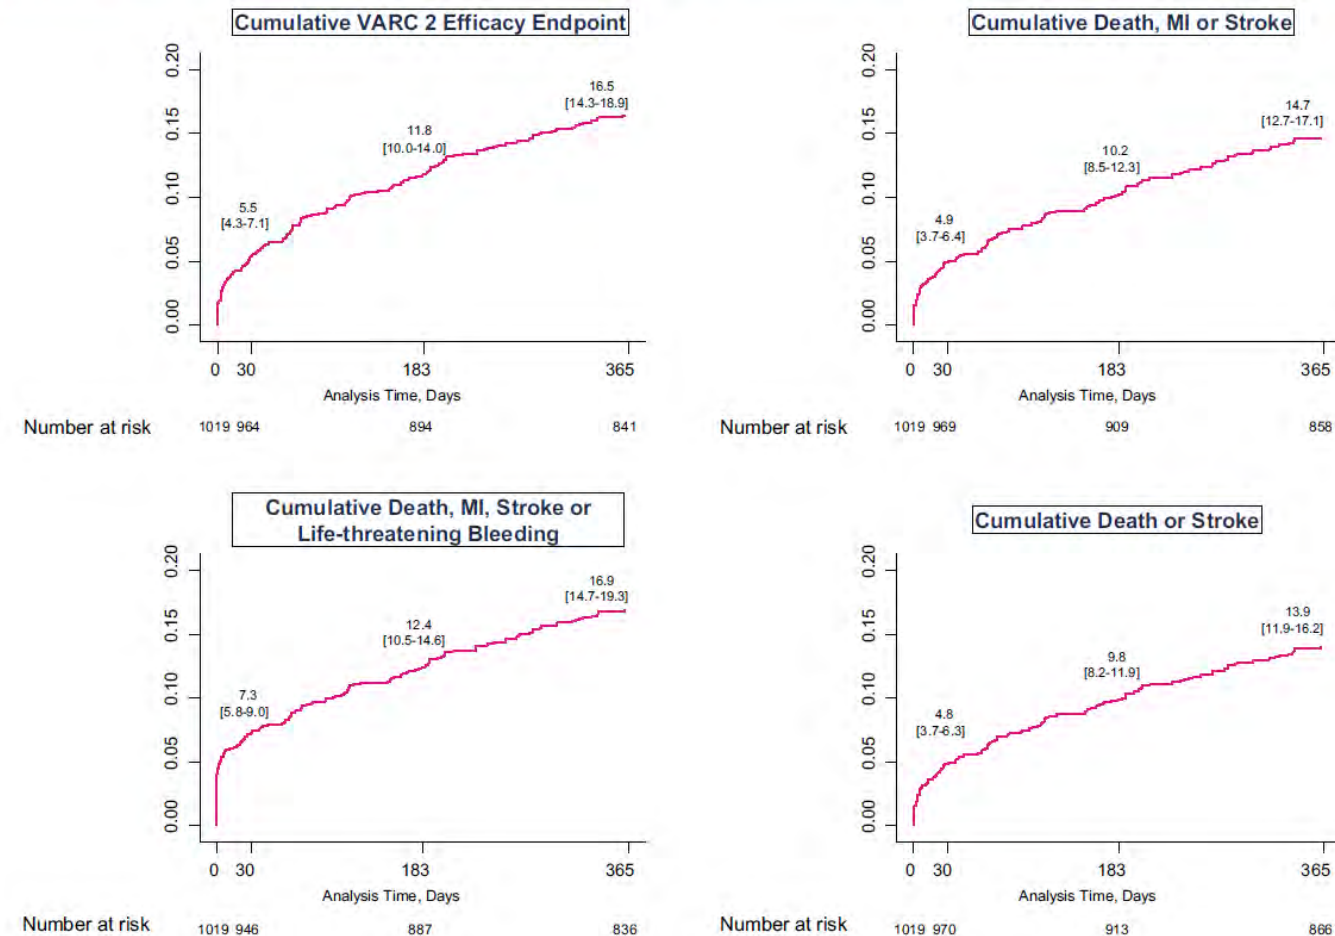 Cumulative VARC 2 Efficacy Endpoint
0.20
0.15
0.10
0.05
0.00
5.5
[4.3-7.1]
11.8
[10.0-14.0]
16.5
[14.3-18.9]
0 30 183 365
Analysis Time, Days
Number at risk 1019 964 894 841
Cumulative Death, MI or Stroke
0.20
0.15
0.10
0.05
0.00
4.9
[3.7-6.4]
10.2
[8.5-12.3]
14.7
[12.7-17.1]
0 30 183 365
Analysis Time, Days
Number at risk 1019 969 909 858
Cumulative Death, MI, Stroke or
Life-threatening Bleeding
0.20
0.15
0.10
0.05
0.00
7.3
[5.8-9.0]
12.4
[10.5-14.6]
16.9
[14.7-19.3]
0 30 183 365
Analysis Time, Days
Number at risk 1019 946 887 836
Cumulative Death or Stroke
0.20
0.15
0.10
0.05
0.00
4.8
[3.7-6.3]
9.8
[8.2-11.9]
13.9
[11.9-16.2]
0 30 183 365
Analysis Time, Days
Number at risk 1019 970 913 866